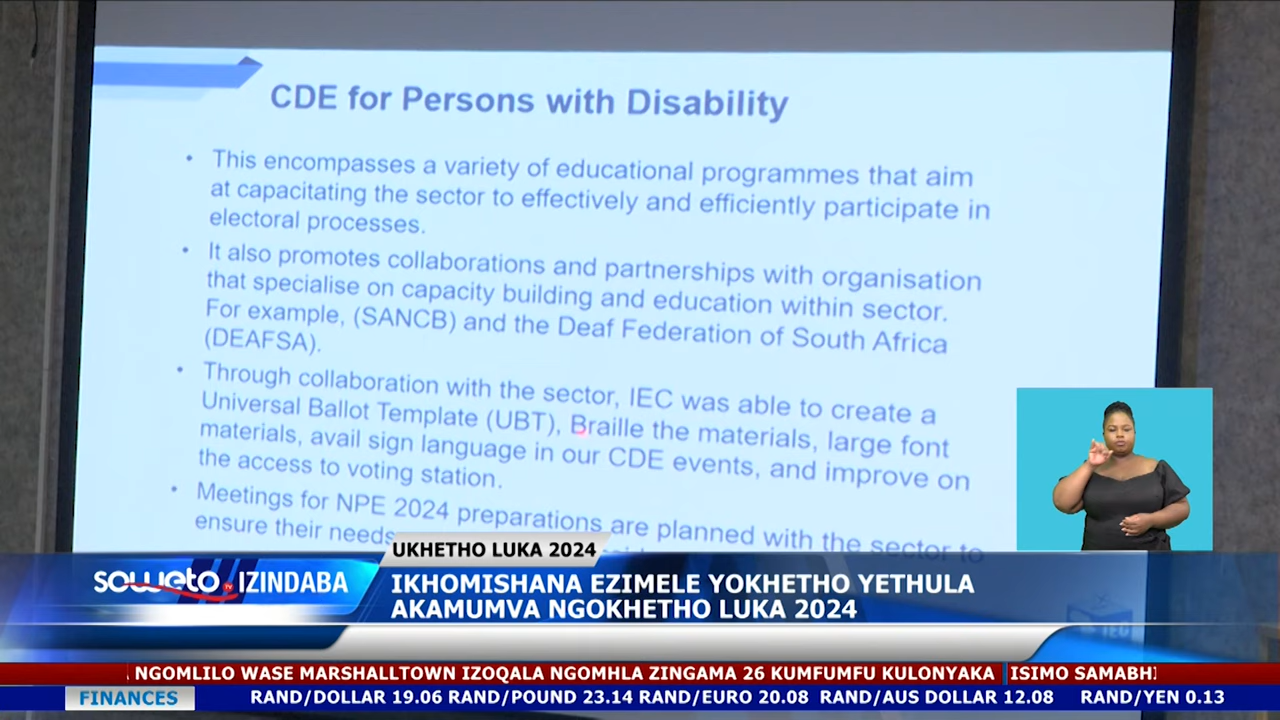 CDE for Persons with Disability
• This encompasses a variety of educational programmes that aim
at capacitating the sector to effectively and efficiently participate in
electoral processes.
• It also promotes collaborations and partnerships with organisation
that specialise on capacity building and education within sector.
For example, (SANCB) and the Deaf Federation of South Africa
(DEAFSA).
• Through collaboration with the sector, IEC was able to create a
Universal Ballot Template (UBT), Braille the materials, large font
materials, avail sign language in our CDE events, and improve on
the access to voting station.
• Meetings for NPE 2024 preparations are planned with the sector to
ensure their needs
UKHETHO LUKA 2024
soweto tv IZINDABA
IKHOMISHANA EZIMELE YOKHETHO YETHULA
AKAMUMVA NGOKHETHO LUKA 2024
NGOMLILO WASE MARSHALLTOWN IZOQALA NGOMHLA ZINGAMA 26 KUMFUMFU KULONYAKA ISIMO
FINANCES RAND/DOLLAR 19.06 RAND/POUND 23.14 RAND/EURO 20.08 RAND/AUS DOLLAR 12.08 RAND/YEN 0.13